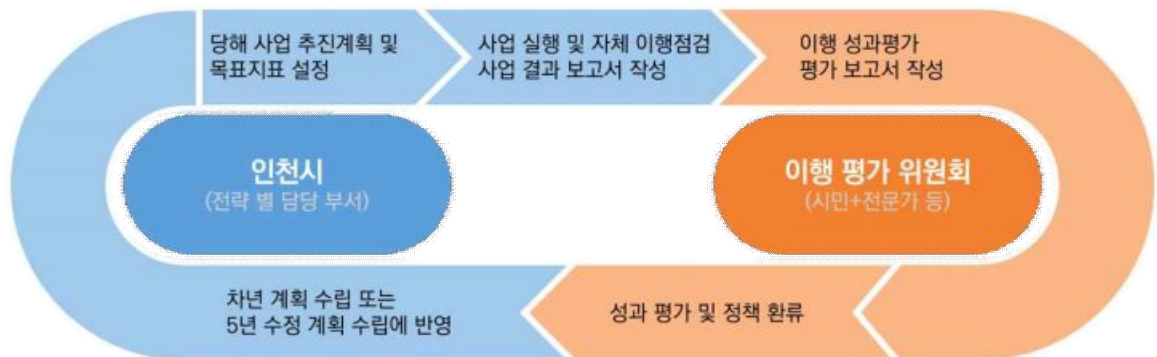 당해 사업 추진계획 및
목표지표 설정
사업 실행 및 자체 이행점검
사업 결과 보고서 작성
이행 성과평가
평가 보고서 작성
인천시
(전략 별 담당 부서)
이행 평가 위원회
(시민+전문가 등)
차년 계획 수립 또는
5년 수정 계획 수립에 반영
성과 평가 및 정책 환류